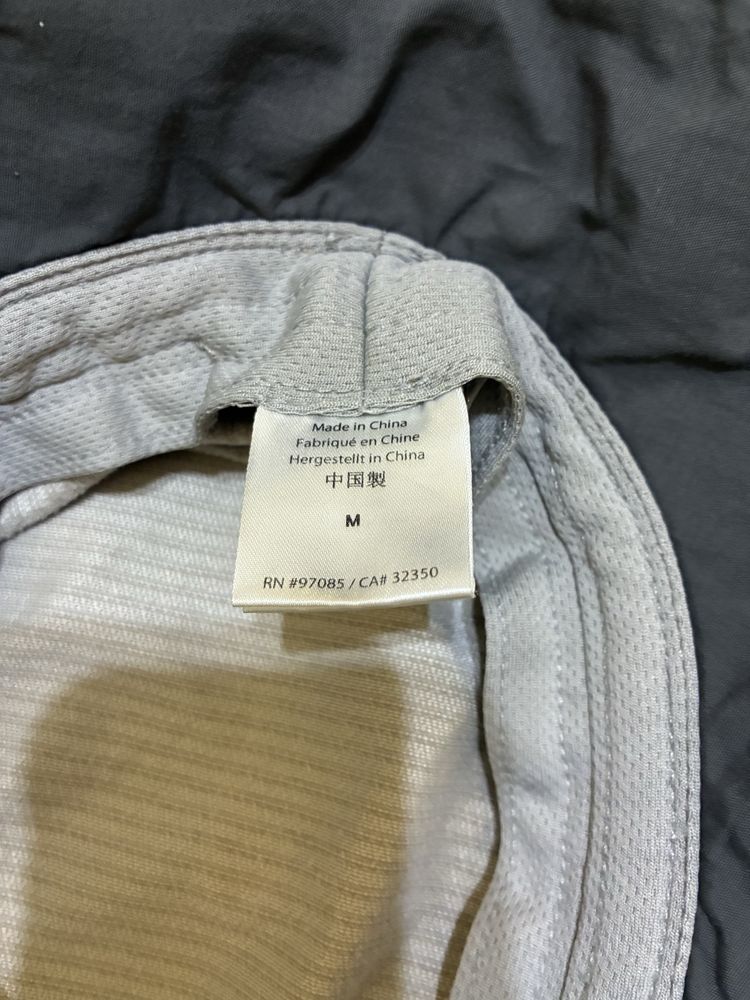 Made in China
Fabriqué en Chine
Hergestellt in China
中国製
M
RN #97085 / CA# 32350